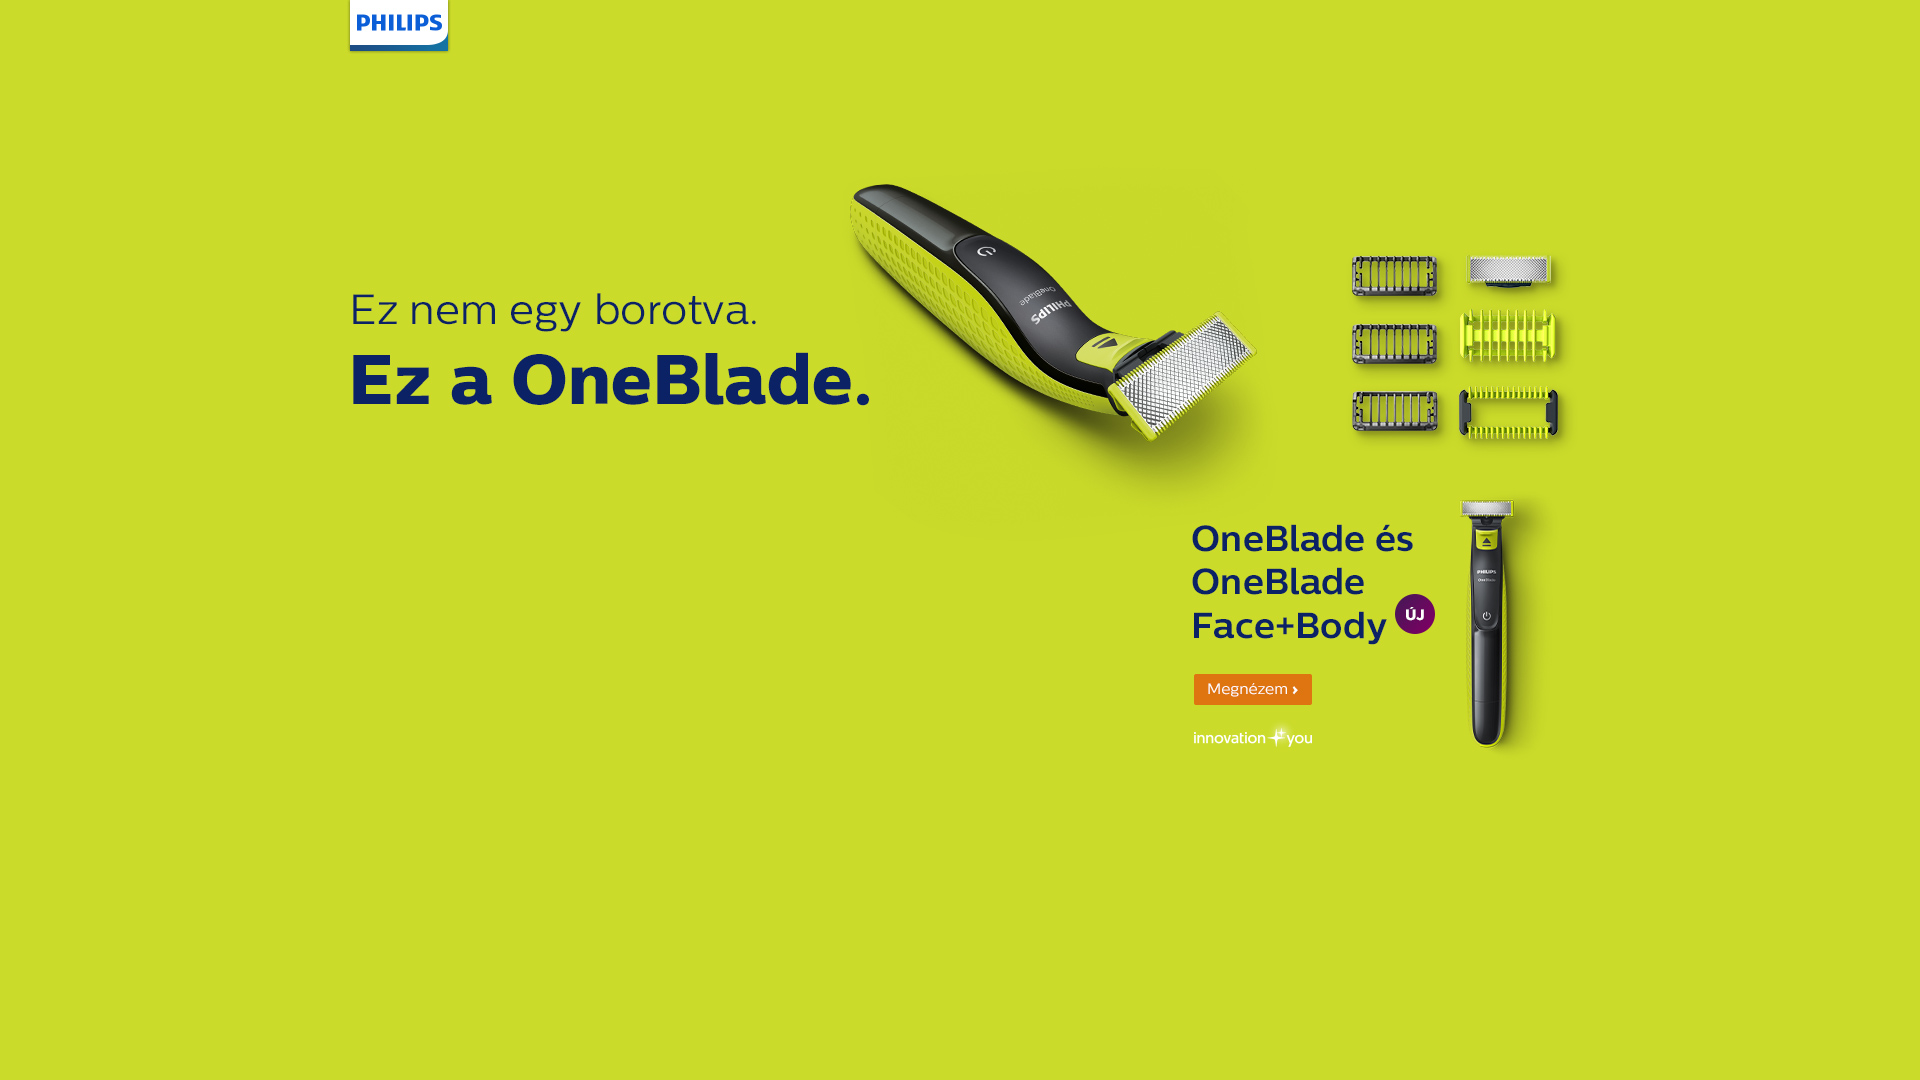 PHILIPS
Ez nem egy borotva.
Ez a OneBlade.
OneBlade
PHILIPS
OneBlade és
OneBlade
Face+Body
ÚJ
PHILIPS
OneBlade
Megnézem ›
innovation you